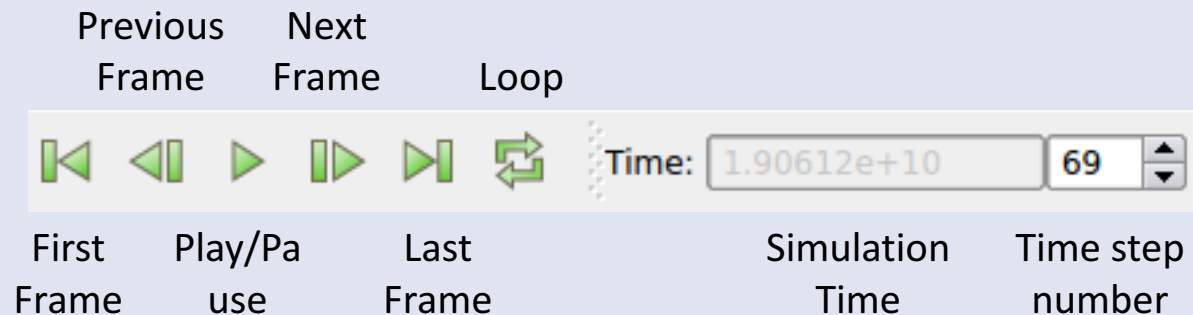 Previous Next
Frame Frame Loop
Time: 1.90612e+10 69
First Play/Pa Last Simulation Time step
Frame use Frame Time number